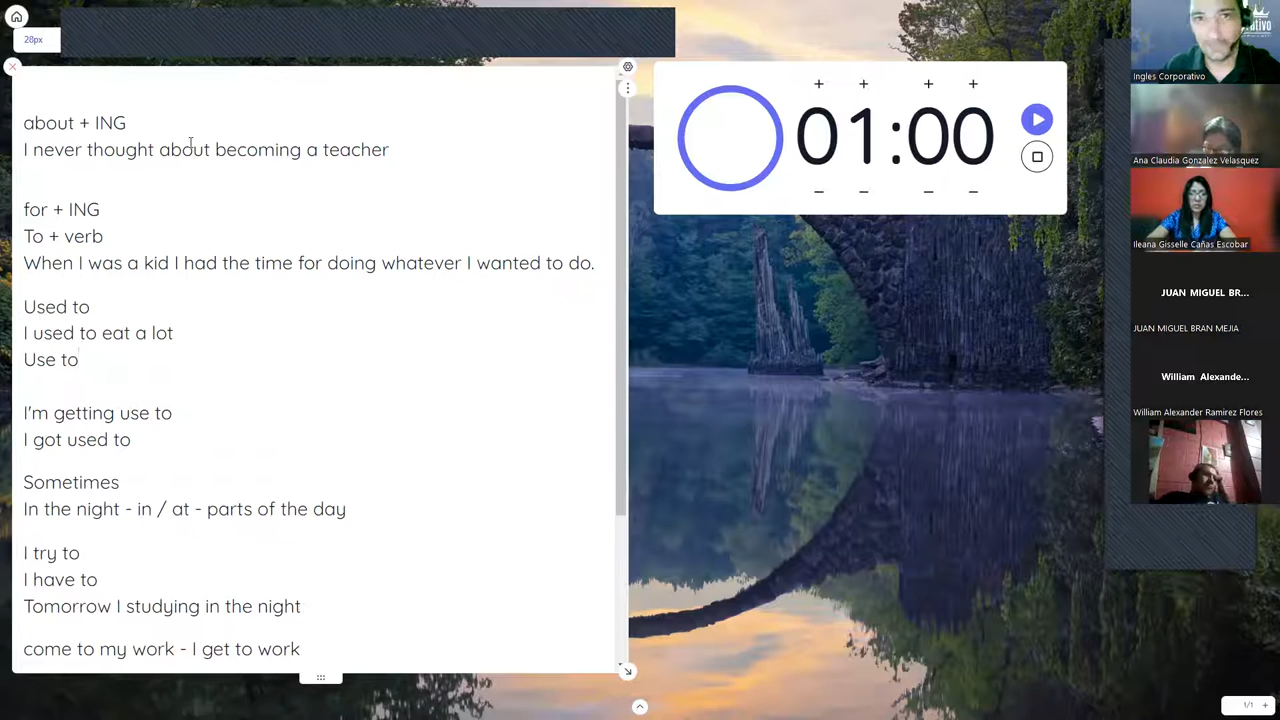 28px
about + ING
I never thought about becoming a teacher
for + ING
To + verb
When I was a kid I had the time for doing whatever I wanted to do.
Used to
I used to eat a lot
Use to
I'm getting use to
I got used to
Sometimes
In the night - in / at - parts of the day
I try to
I have to
Tomorrow I studying in the night
come to my work - I get to work
01:00
Ingles Corporativo
Ana Claudia Gonzalez Velasquez
Ileana Gisselle Cañas Escobar
JUAN MIGUEL BR...
JUAN MIGUEL BRAN MEJIA
William Alexande...
William Alexander Ramirez Flores
1/1